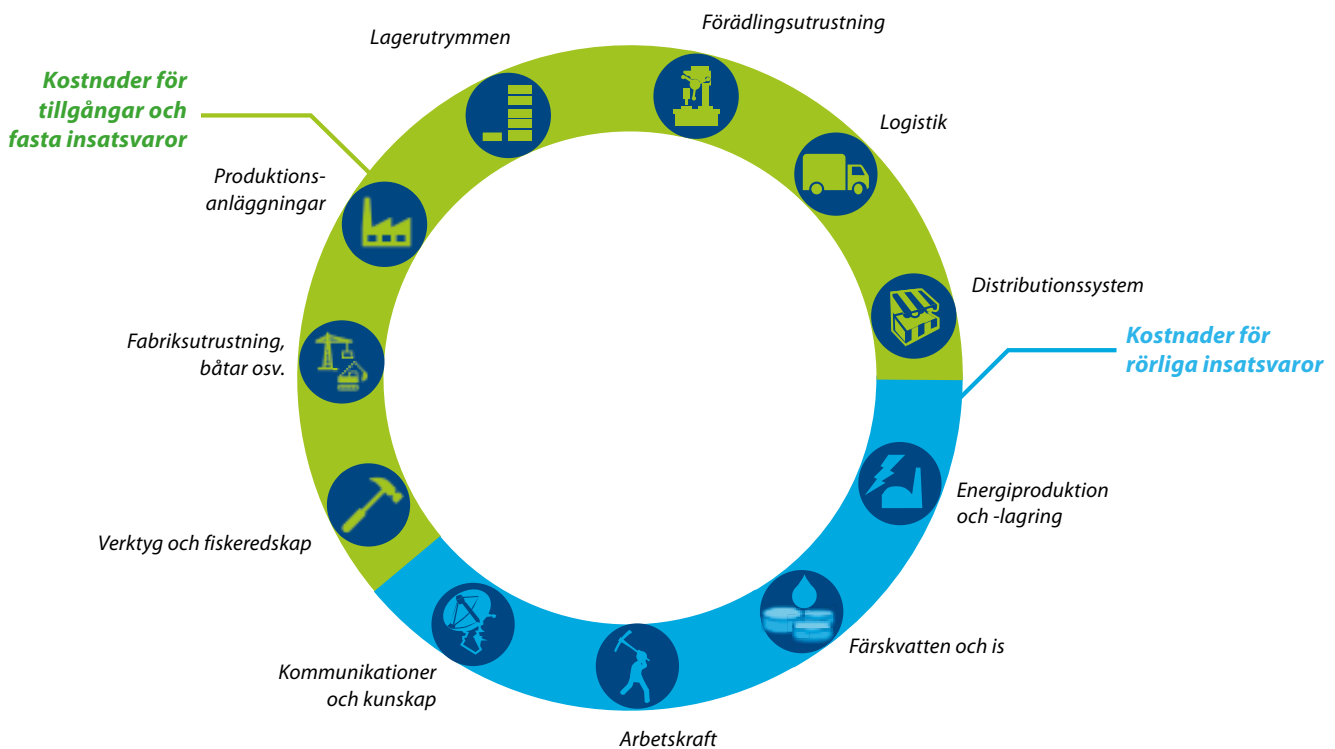 Förädlingsutrustning
Lagerutrymmen
Kostnader för
tillgångar och
fasta insatsvaror
Logistik
Produktions-
anläggningar
Distributionssystem
Kostnader för
rörliga insatsvaror
Fabriksutrustning,
båtar osv.
Energiproduktion
och -lagring
Verktyg och fiskeredskap
Färskvatten och is
Kommunikationer
och kunskap
Arbetskraft